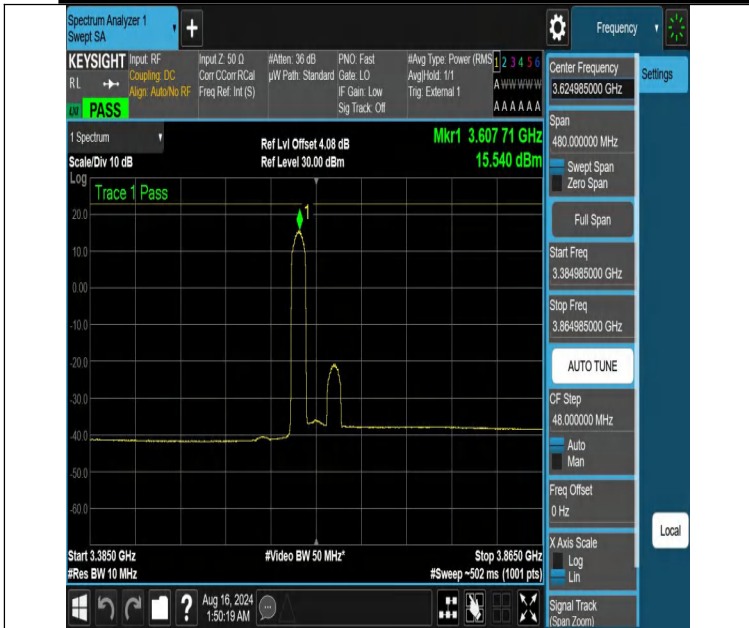 Spectrum Analyzer 1
Swept SA
+
Frequency
KEYSIGHT
RL
LXI
PASS
Input: RF
Coupling: DC
Align: Auto/No RF
Input Z: 50 Ω
Corr CCorr RCal
Freq Ref: Int (S)
#Atten: 36 dB
µW Path: Standard
PNO: Fast
Gate: LO
IF Gain: Low
Sig Track: Off
#Avg Type: Power (RMS
Avg|Hold: 1/1
Trig: External 1
1 2 3 4 5 6
A W W W W W
A A A A A A
1 Spectrum
Scale/Div 10 dB
Ref Lvl Offset 4.08 dB
Ref Level 30.00 dBm
Mkr1 3.607 71 GHz
15.540 dBm
Log
Trace 1 Pass
1
20.0
10.0
0.00
-10.0
-20.0
-30.0
-40.0
-50.0
-60.0
Start 3.3850 GHz
#Res BW 10 MHz
#Video BW 50 MHz*
Stop 3.8650 GHz
#Sweep ~502 ms (1001 pts)
Center Frequency
3.624985000 GHz
Settings
Span
480.000000 MHz
Swept Span
Zero Span
Full Span
Start Freq
3.384985000 GHz
Stop Freq
3.864985000 GHz
AUTO TUNE
CF Step
48.000000 MHz
Auto
Man
Freq Offset
0 Hz
X Axis Scale
Log
Lin
Local
Signal Track
(Span Zoom)
?
Aug 16, 2024
1:50:19 AM